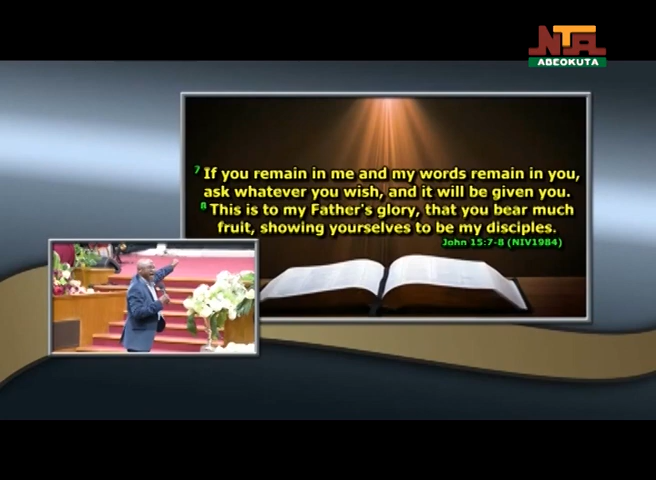 NTA
ABEOKUTA
7 If you remain in me and my words remain in you,
ask whatever you wish, and it will be given you.
8 This is to my Father's glory, that you bear much
fruit, showing yourselves to be my disciples.
John 15:7-8 (NIV1984)